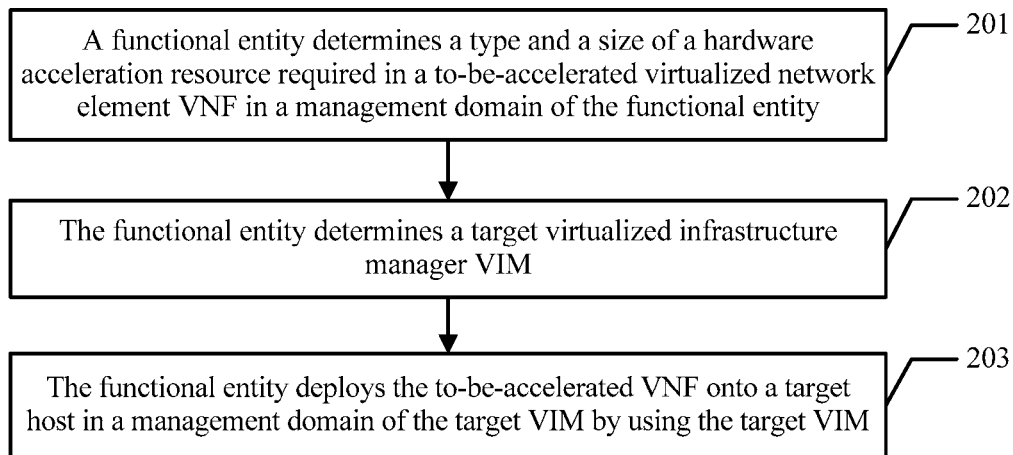 A functional entity determines a type and a size of a hardware
acceleration resource required in a to-be-accelerated virtualized network
element VNF in a management domain of the functional entity
201
The functional entity determines a target virtualized infrastructure
manager VIM
202
The functional entity deploys the to-be-accelerated VNF onto a target
host in a management domain of the target VIM by using the target VIM
203